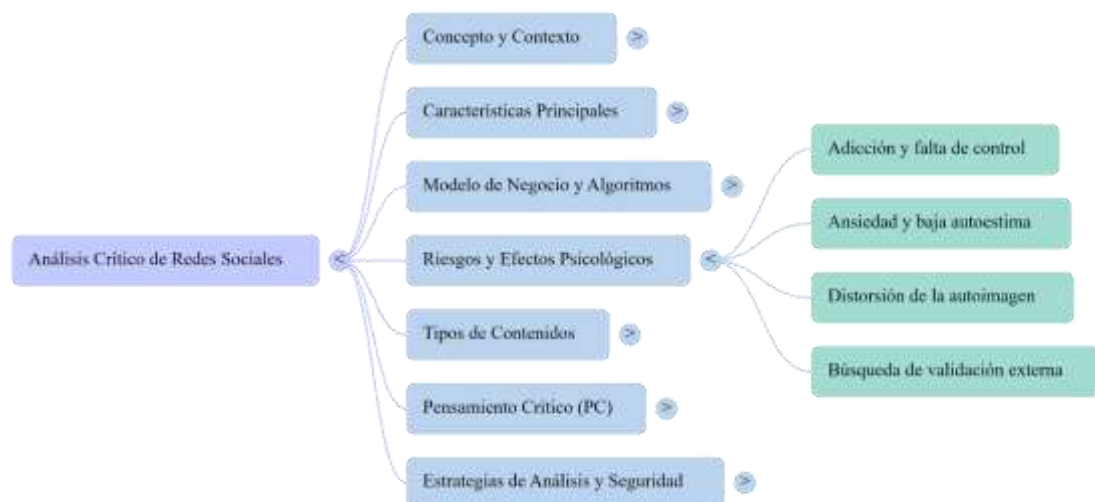 Concepto y Contexto
Características Principales
Modelo de Negocio y Algoritmos
Análisis Crítico de Redes Sociales
Riesgos y Efectos Psicológicos
Tipos de Contenidos
Pensamiento Crítico (PC)
Estrategias de Análisis y Seguridad
Adicción y falta de control
Ansiedad y baja autoestima
Distorsión de la autoimagen
Búsqueda de validación externa